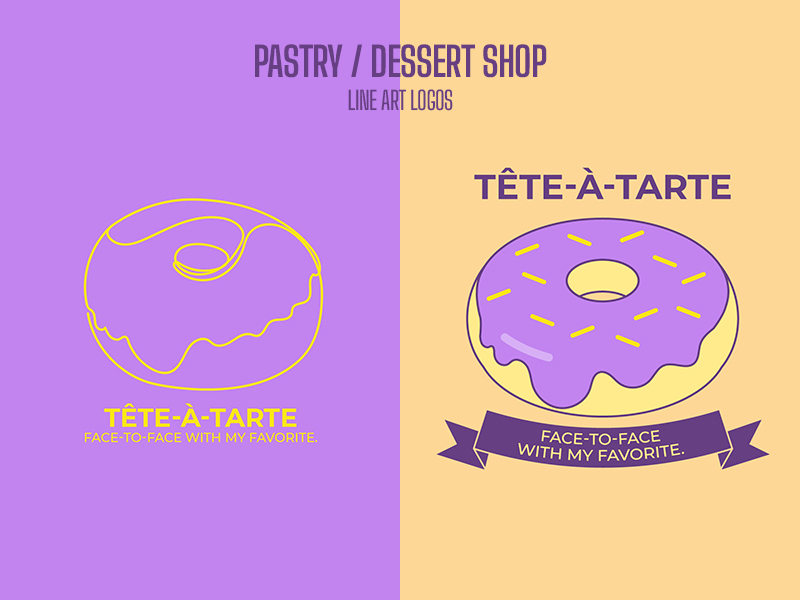 PASTRY / DESSERT SHOP
LINE ART LOGOS
TÊTE-À-TARTE
FACE-TO-FACE WITH MY FAVORITE.
TÊTE-À-TARTE
FACE-TO-FACE
WITH MY FAVORITE.